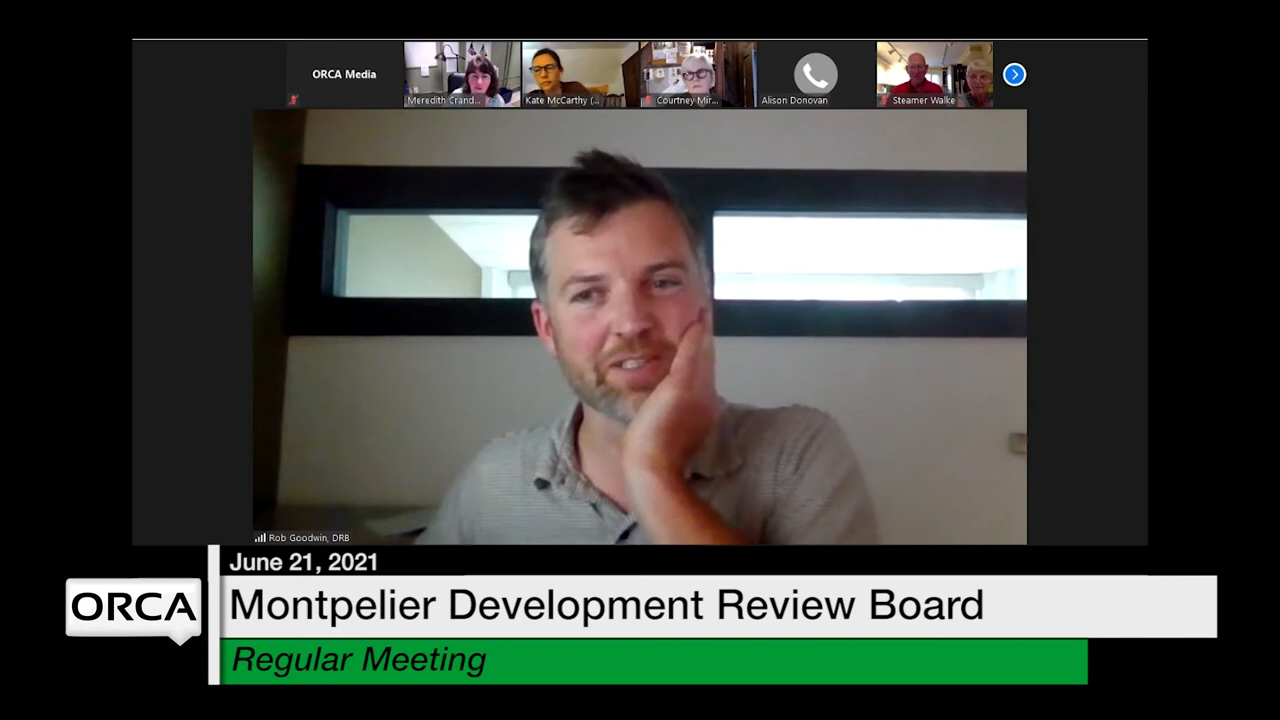 ORCA Media
Meredith Crand...
Kate McCarthy (...
Courtney Mir...
Alison Donovan
Steamer Walke
Rob Goodwin, DRB
June 21, 2021
ORCA
Montpelier Development Review Board
Regular Meeting